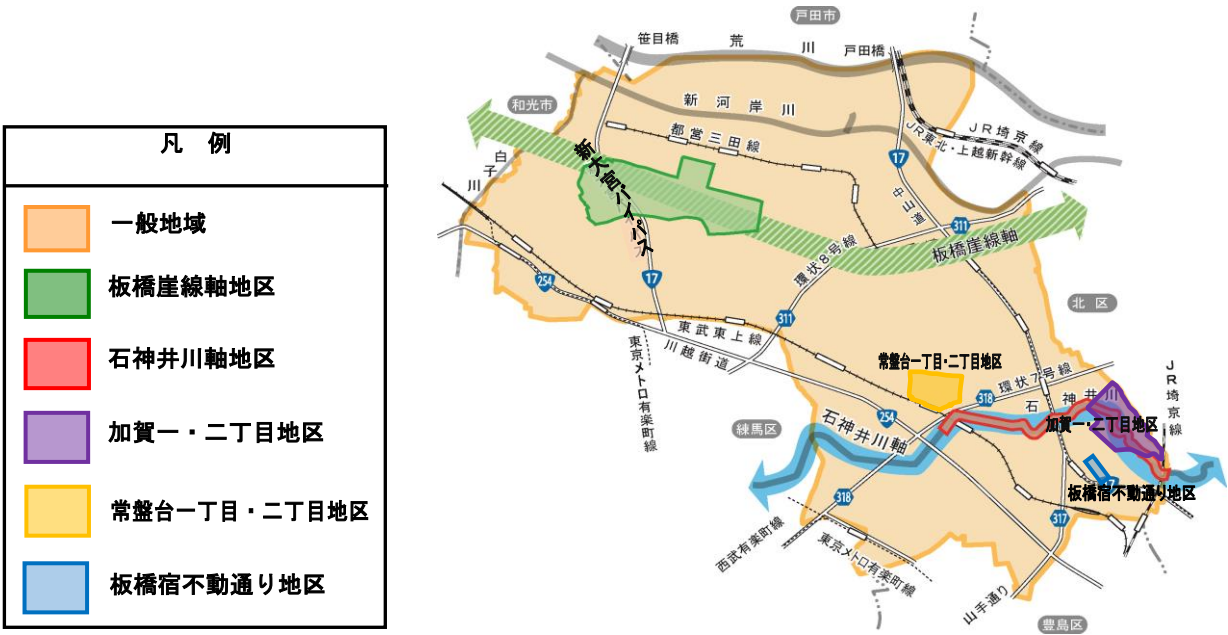 凡 例
一般地域
板橋崖線軸地区
石神井川軸地区
加賀一・二丁目地区
常盤台一丁目・二丁目地区
板橋宿不動通り地区
戸田市
笹目橋
荒川
戸田橋
和光市
新河岸川
都営三田線
JR埼京線
JR東北・上越新幹線
白子川
新大宮バイパス
17
中山道
17
311
環状8号線
板橋崖線軸
254
311
北区
東武東上線
川越街道
東京メトロ有楽町線
常盤台一丁目・二丁目地区
環状7号線
318
石神井川
JR埼京線
254
石神井川軸
加賀一・二丁目地区
練馬区
板橋宿不動通り地区
318
317
西武有楽町線
東京メトロ有楽町線
山手通り
豊島区